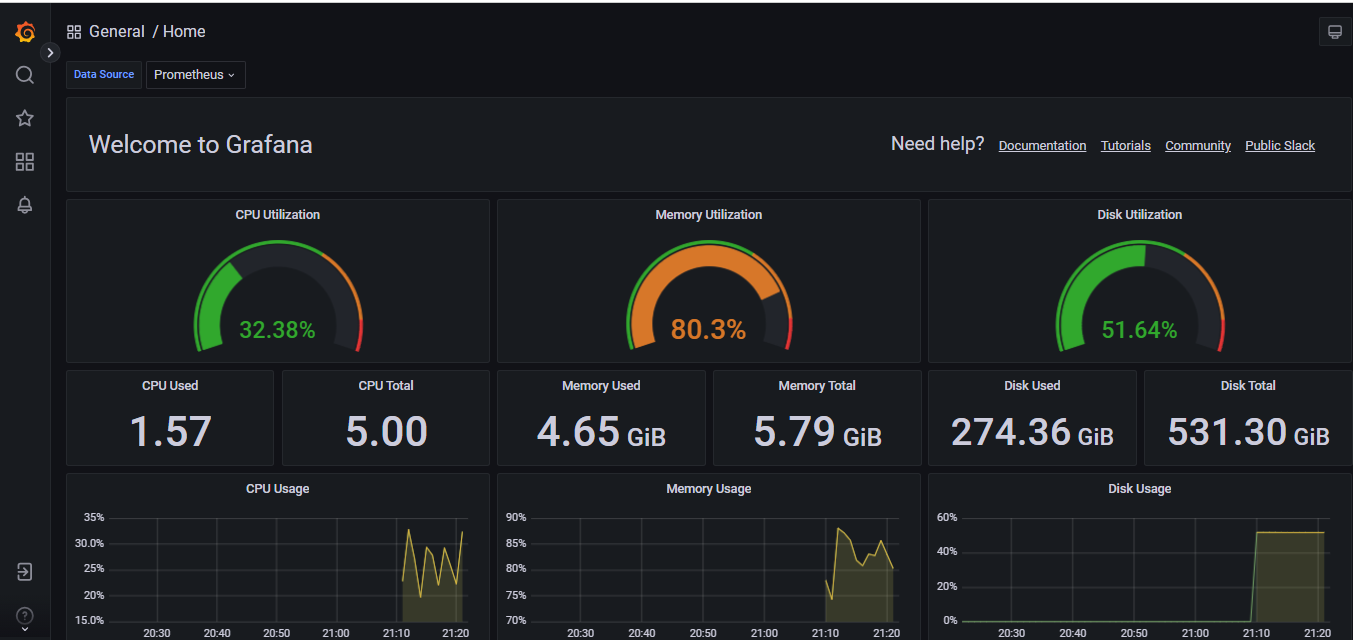 General / Home
Data Source Prometheus
Welcome to Grafana
Need help? Documentation Tutorials Community Public Slack
CPU Utilization
32.38%
Memory Utilization
80.3%
Disk Utilization
51.64%
CPU Used
1.57
CPU Total
5.00
Memory Used
4.65 GiB
Memory Total
5.79 GiB
Disk Used
274.36 GiB
Disk Total
531.30 GiB
CPU Usage
35%
30.0%
25%
20%
15.0%
20:30 20:40 20:50 21:00 21:10 21:20
Memory Usage
90%
85%
80%
75%
70%
20:30 20:40 20:50 21:00 21:10 21:20
Disk Usage
60%
40%
20%
0%
20:30 20:40 20:50 21:00 21:10 21:20